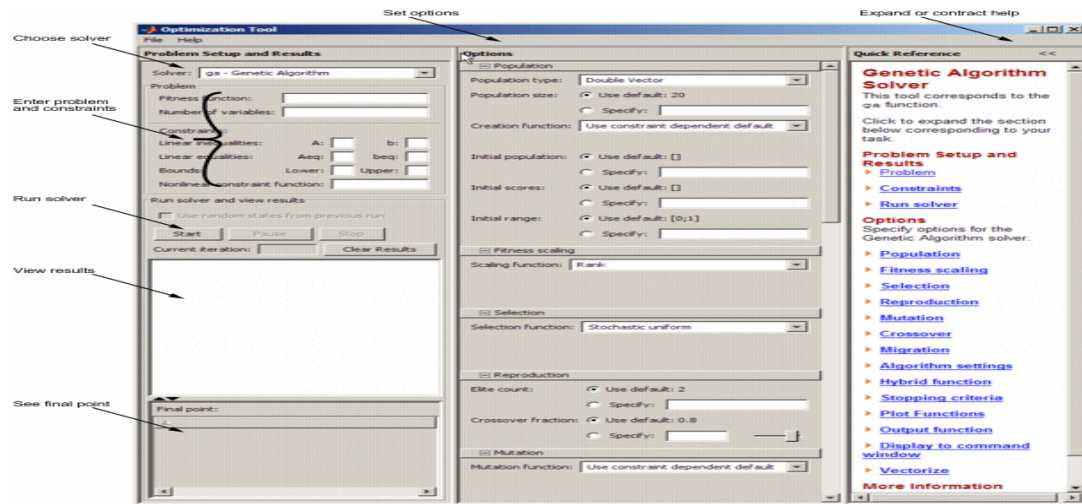 Set options
Expand or contract help
Optimization Tool
File Help
Choose solver
Enter problem
and constraints
Run solver
View results
See final point
Problem Setup and Results
Solver: ga - Genetic Algorithm
Problem
Fitness function:
Number of variables:
Constraints:
Linear inequalities: A: b:
Linear equalities: Aeq: beq:
Bounds: Lower: Upper:
Nonlinear constraint function:
Run solver and view results
Use random states from previous run
Start Pause Stop
Current iteration: Clear Results
Final point:
Options
Population
Population type: Double Vector
Population size: Use default: 20
Specify:
Creation function: Use constraint dependent default
Initial population: Use default: []
Specify:
Initial scores: Use default: []
Specify:
Initial range: Use default: [0;1]
Specify:
Fitness scaling
Scaling function: Rank
Selection
Selection function: Stochastic uniform
Reproduction
Elite count: Use default: 2
Specify:
Crossover fraction: Use default: 0.8
Specify:
Mutation
Mutation function: Use constraint dependent default
Quick Reference <<
Genetic Algorithm
Solver
This tool corresponds to the
ga function.
Click to expand the section
below corresponding to your
task.
Problem Setup and
Results
Problem
Constraints
Run solver
Options
Specify options for the
Genetic Algorithm solver.
Population
Fitness scaling
Selection
Reproduction
Mutation
Crossover
Migration
Algorithm settings
Hybrid function
Stopping criteria
Plot Functions
Output function
Display to command
window
Vectorize
More Information